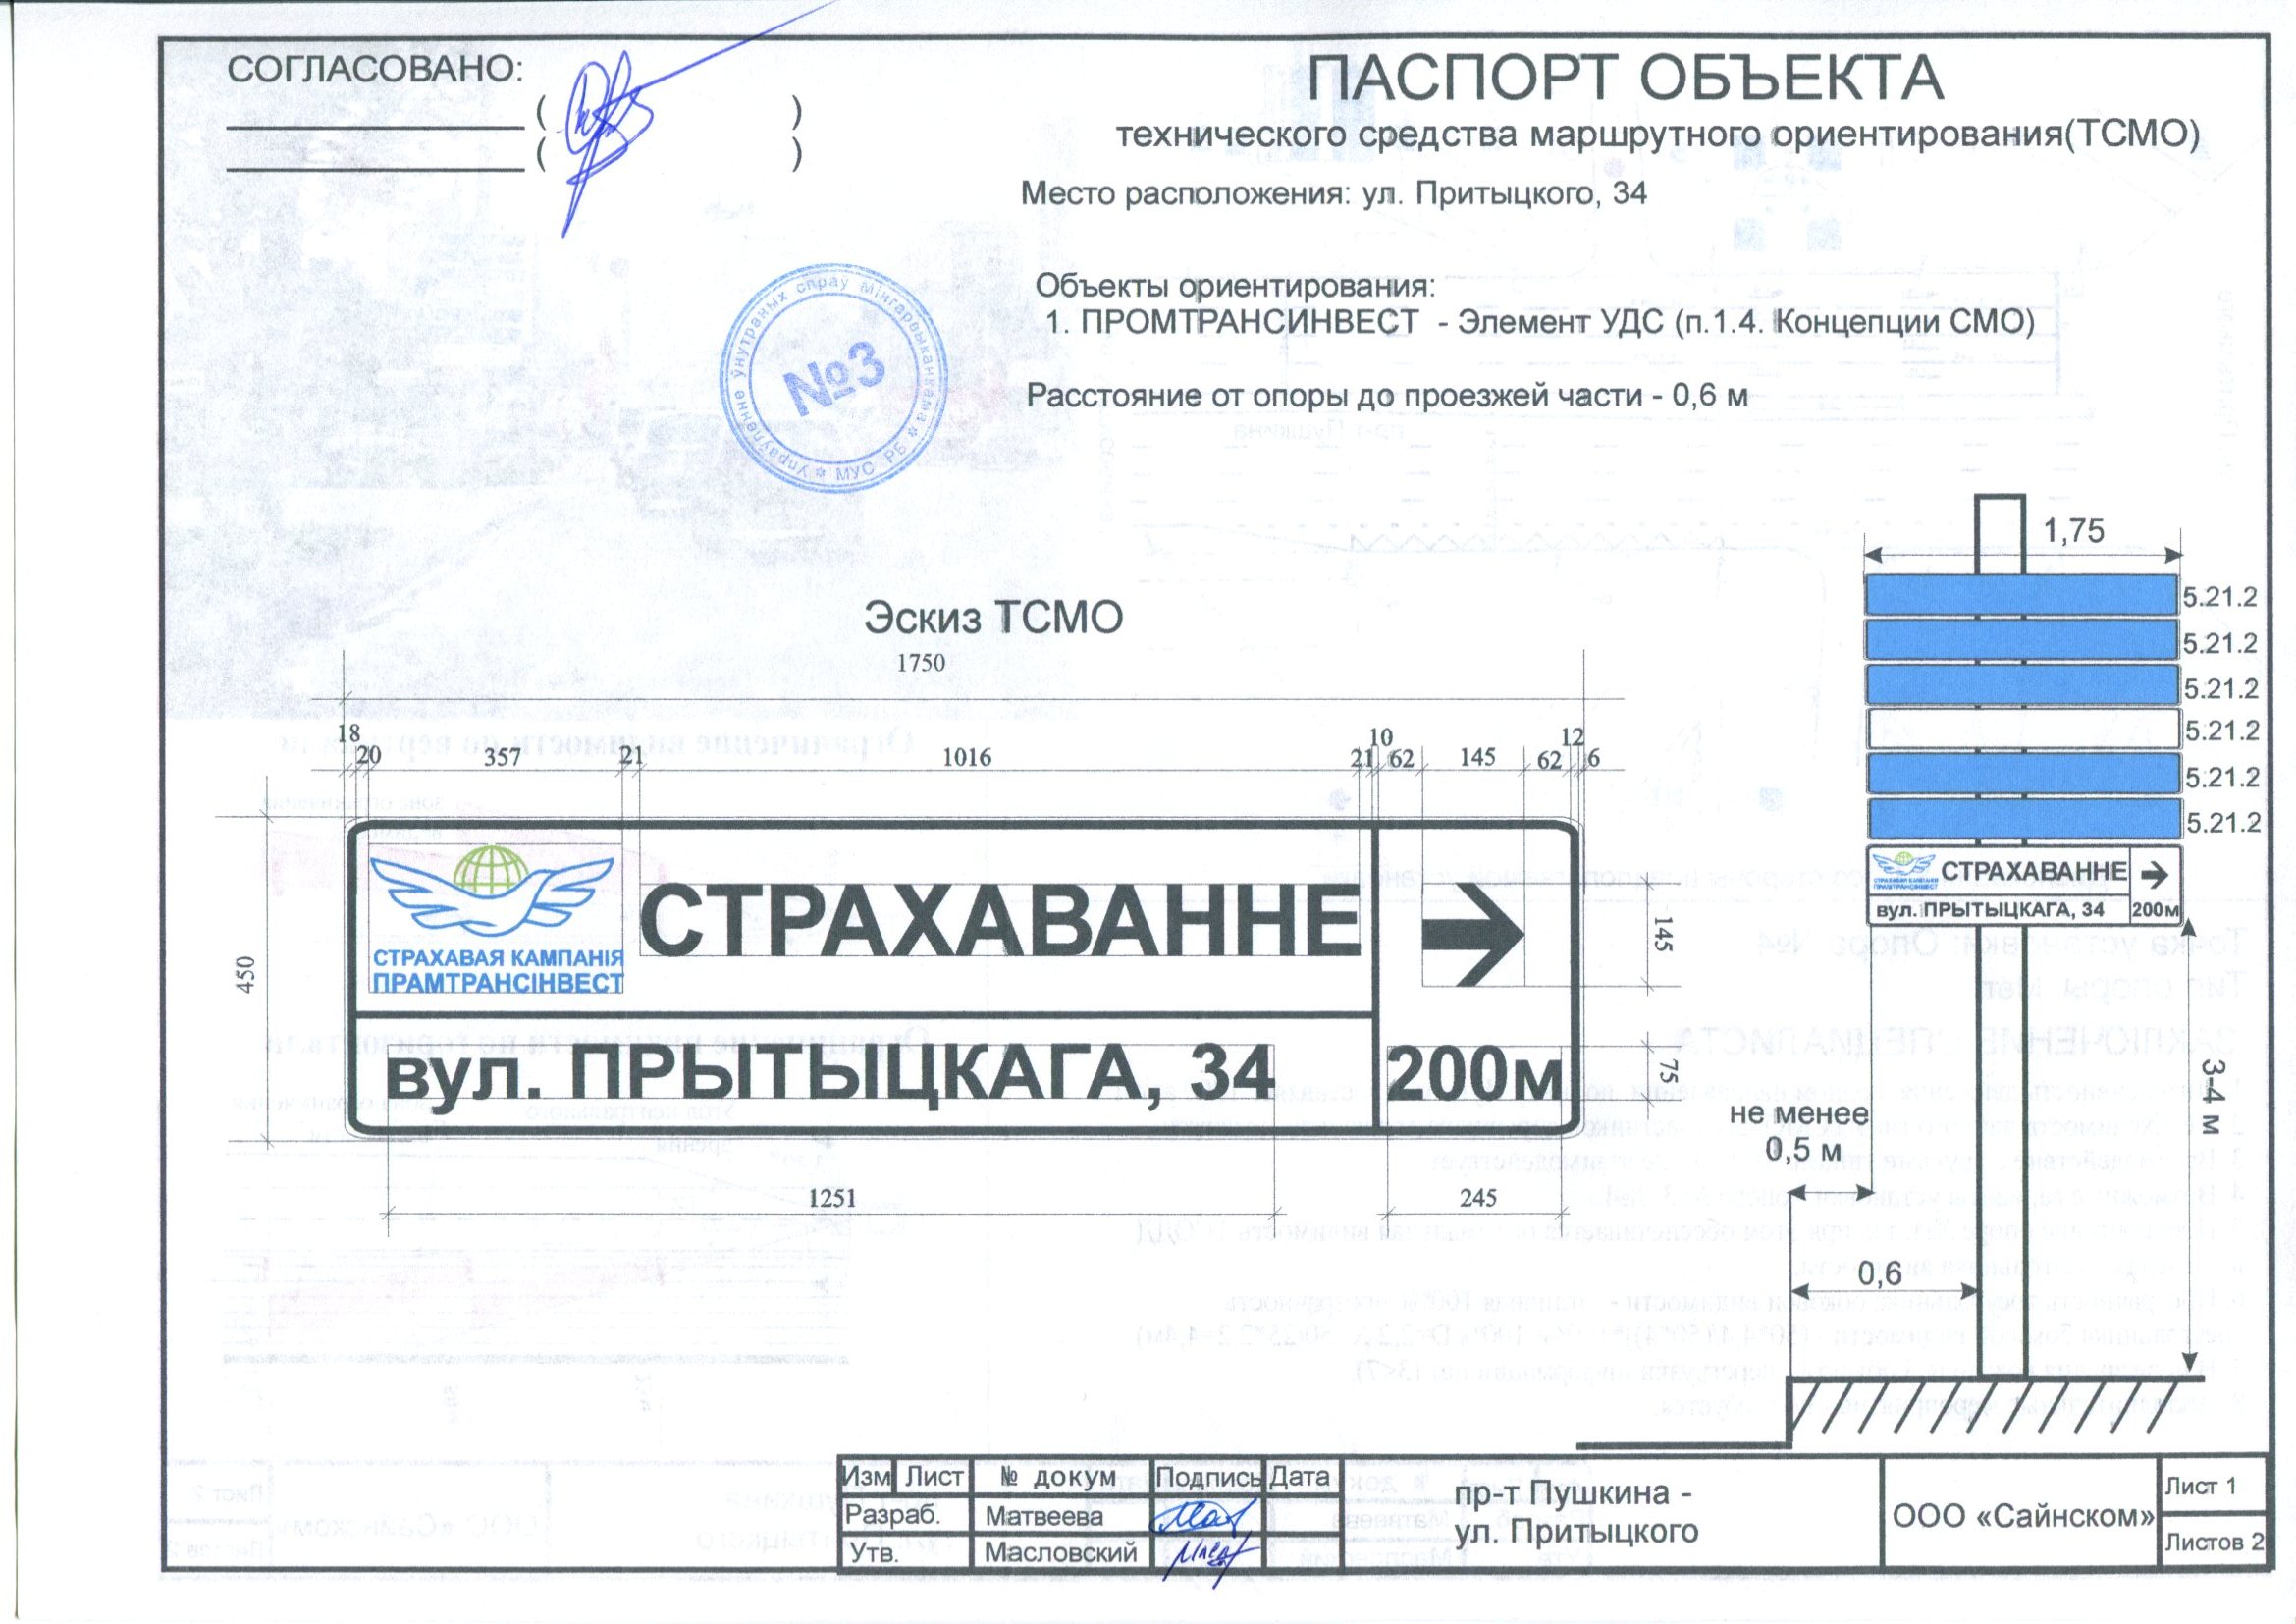 СОГЛАСОВАНО:
( )
( )
ПАСПОРТ ОБЪЕКТА
технического средства маршрутного ориентирования(ТСМО)
Место расположения: ул. Притыцкого, 34
Объекты ориентирования:
1. ПРОМТРАНСИНВЕСТ - Элемент УДС (п.1.4. Концепции СМО)
Расстояние от опоры до проезжей части - 0,6 м
Упраўленне ўнутраных спраў Мінгарвыканкама * МУС РБ *
№3
Эскиз ТСМО
1750
18
20
357
21
1016
21
10
62
145
62
12
6
450
СТРАХАВАЯ КАМПАНІЯ
ПРАМТРАНСІНВЕСТ
СТРАХАВАННЕ
145
вул. ПРЫТЫЦКАГА, 34
200м
75
1251
245
1,75
5.21.2
5.21.2
5.21.2
5.21.2
5.21.2
5.21.2
СТРАХАВАЯ КАМПАНІЯ
ПРАМТРАНСІНВЕСТ
СТРАХАВАННЕ
вул. ПРЫТЫЦКАГА, 34
200м
3-4 м
не менее
0,5 м
0,6
Изм Лист № докум Подпись Дата
Разраб. Матвеева
Утв. Масловский
пр-т Пушкина -
ул. Притыцкого
ООО «Сайнском»
Лист 1
Листов 2